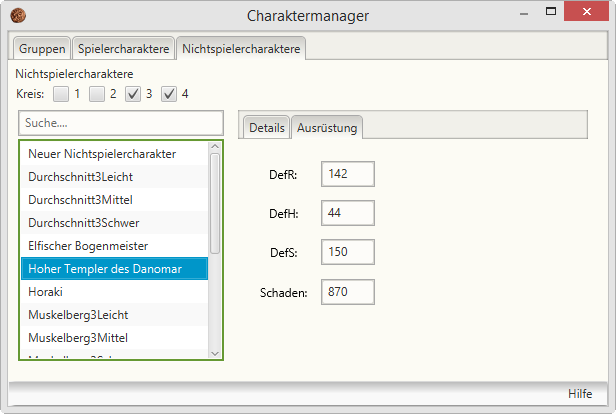 Charaktermanager
Gruppen Spielercharaktere Nichtspielercharaktere
Nichtspielercharaktere
Kreis: 1 2 3 4
Suche....
Neuer Nichtspielercharakter
Durchschnitt3Leicht
Durchschnitt3Mittel
Durchschnitt3Schwer
Elfischer Bogenmeister
Hoher Templer des Danomar
Horaki
Muskelberg3Leicht
Muskelberg3Mittel
Details Ausrüstung
DefR: 142
DefH: 44
DefS: 150
Schaden: 870
Hilfe